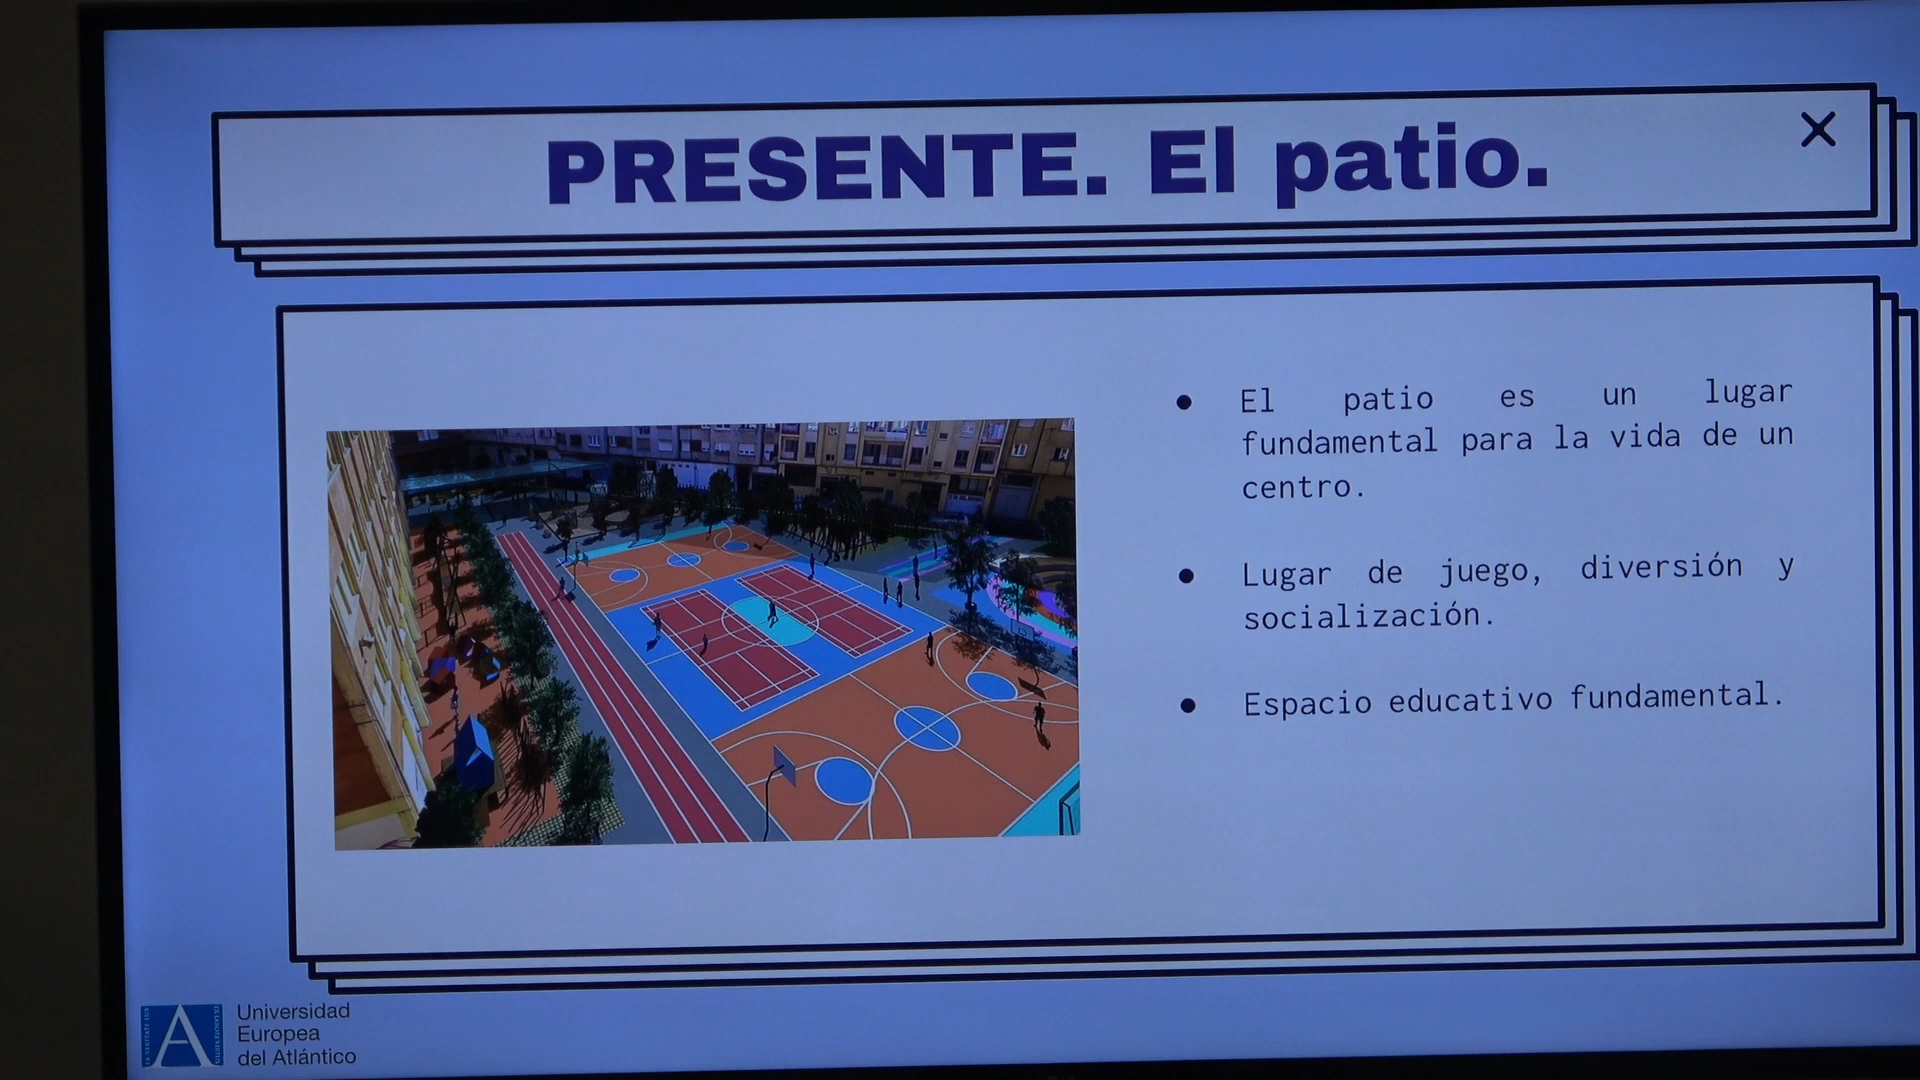 PRESENTE. El patio.
El patio es un lugar
fundamental para la vida de un
centro.
Lugar de juego, diversión y
socialización.
Espacio educativo fundamental.
Universidad
Europea
del Atlántico